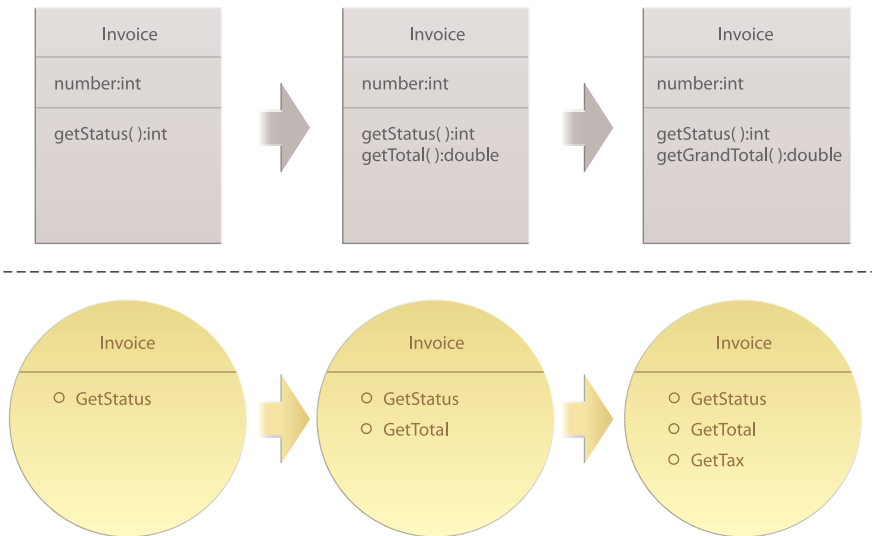 Invoice
number:int
getStatus( ):int
Invoice
number:int
getStatus( ):int
getTotal( ):double
Invoice
number:int
getStatus( ):int
getGrandTotal( ):double
Invoice
GetStatus
Invoice
GetStatus
GetTotal
Invoice
GetStatus
GetTotal
GetTax